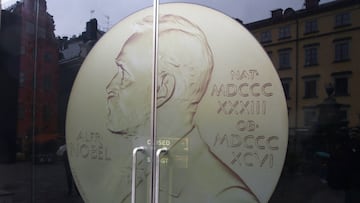 ALFR.
NOBEL
NAT.
MDCCC
XXXIII
OB.
MDCCC
XCVI
CLOSED